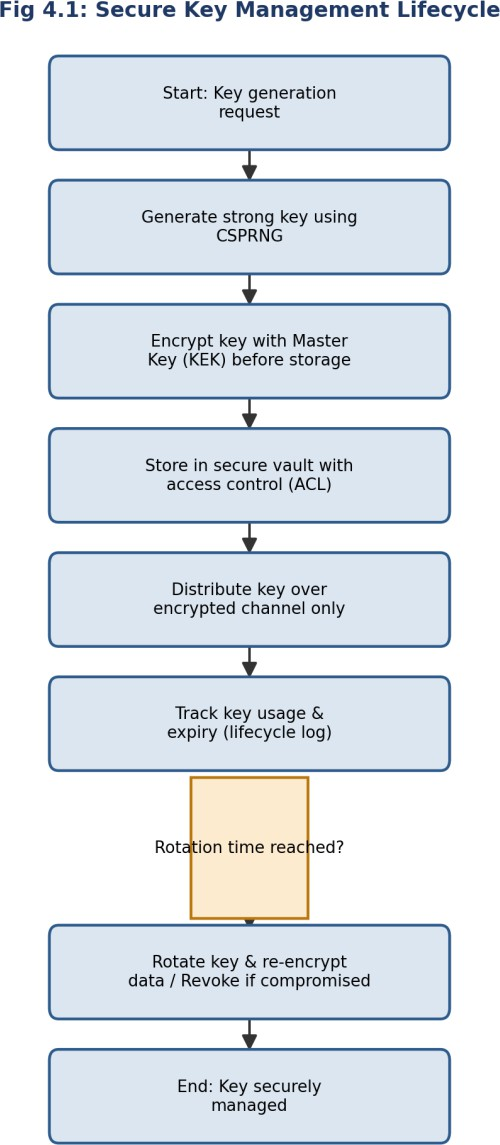 Fig 4.1: Secure Key Management Lifecycle
Start: Key generation
request
Generate strong key using
CSPRNG
Encrypt key with Master
Key (KEK) before storage
Store in secure vault with
access control (ACL)
Distribute key over
encrypted channel only
Track key usage &
expiry (lifecycle log)
Rotation time reached?
Rotate key & re-encrypt
data / Revoke if compromised
End: Key securely
managed